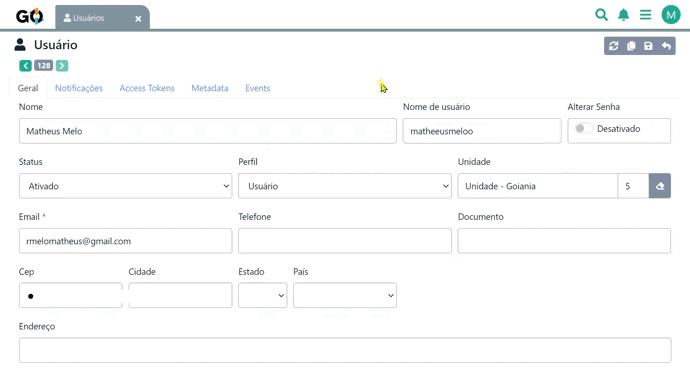 GO Usuários M
Usuário
128
Geral Notificações Access Tokens Metadata Events
Nome Nome de usuário Alterar Senha
Matheus Melo matheeusmeloo Desativado
Status Perfil Unidade
Ativado Usuário Unidade - Goiania 5
Email * Telefone Documento
rmelomatheus@gmail.com
Cep Cidade Estado País
Endereço